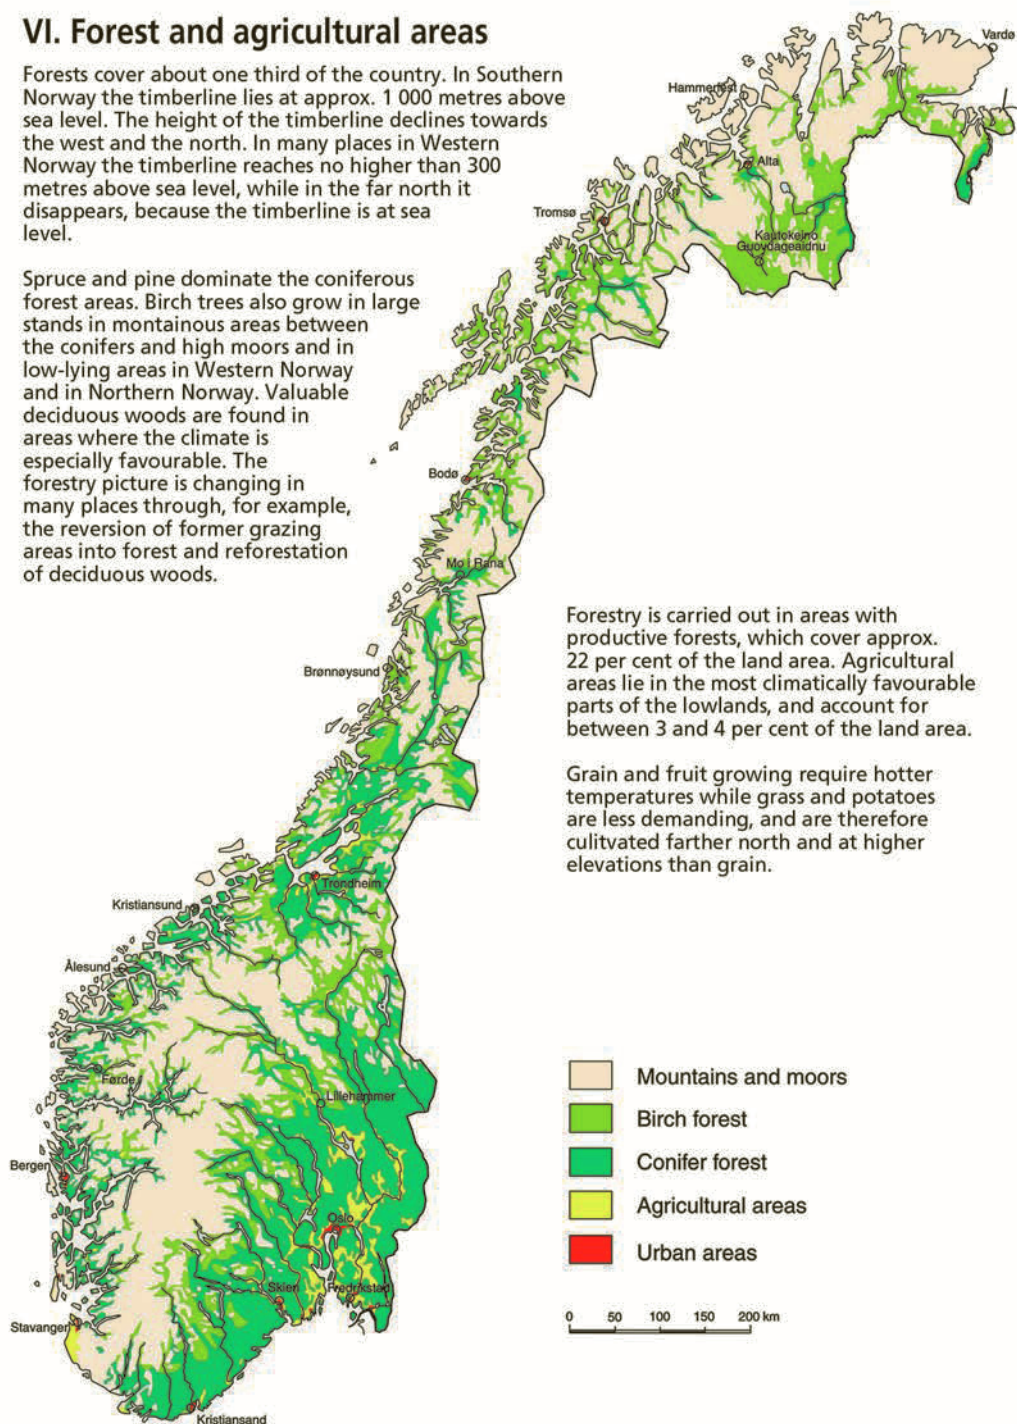 VI. Forest and agricultural areas
Forests cover about one third of the country. In Southern
Norway the timberline lies at approx. 1 000 metres above
sea level. The height of the timberline declines towards
the west and the north. In many places in Western
Norway the timberline reaches no higher than 300
metres above sea level, while in the far north it
disappears, because the timberline is at sea
level.
Spruce and pine dominate the coniferous
forest areas. Birch trees also grow in large
stands in montainous areas between
the conifers and high moors and in
low-lying areas in Western Norway
and in Northern Norway. Valuable
deciduous woods are found in
areas where the climate is
especially favourable. The
forestry picture is changing in
many places through, for example,
the reversion of former grazing
areas into forest and reforestation
of deciduous woods.
Vardø
Hammerfest
Alta
Tromsø
Kautokeino
Guovdageaidnu
Bodø
Mo i Rana
Brønnøysund
Forestry is carried out in areas with
productive forests, which cover approx.
22 per cent of the land area. Agricultural
areas lie in the most climatically favourable
parts of the lowlands, and account for
between 3 and 4 per cent of the land area.
Grain and fruit growing require hotter
temperatures while grass and potatoes
are less demanding, and are therefore
culitvated farther north and at higher
elevations than grain.
Trondheim
Kristiansund
Ålesund
Førde
Lillehammer
Bergen
Oslo
Skien
Fredrikstad
Stavanger
Kristiansand
Mountains and moors
Birch forest
Conifer forest
Agricultural areas
Urban areas
0 50 100 150 200 km